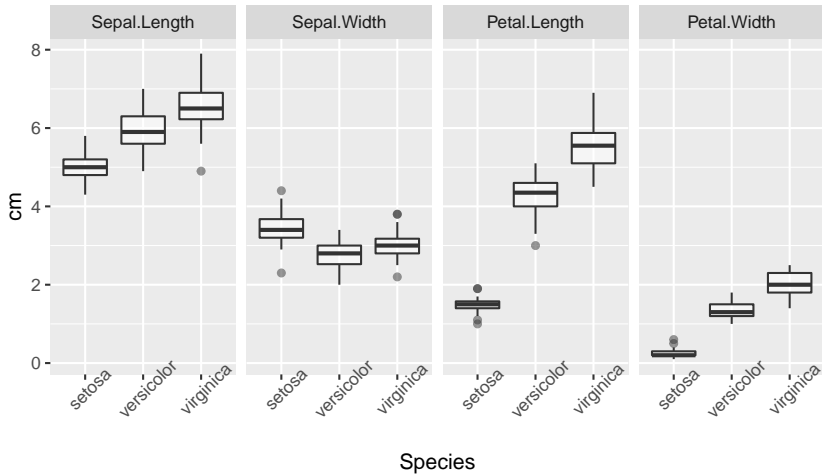 Sepal.Length Sepal.Width Petal.Length Petal.Width
8
6
4
2
0
cm
setosa versicolor virginica setosa versicolor virginica setosa versicolor virginica setosa versicolor virginica
Species